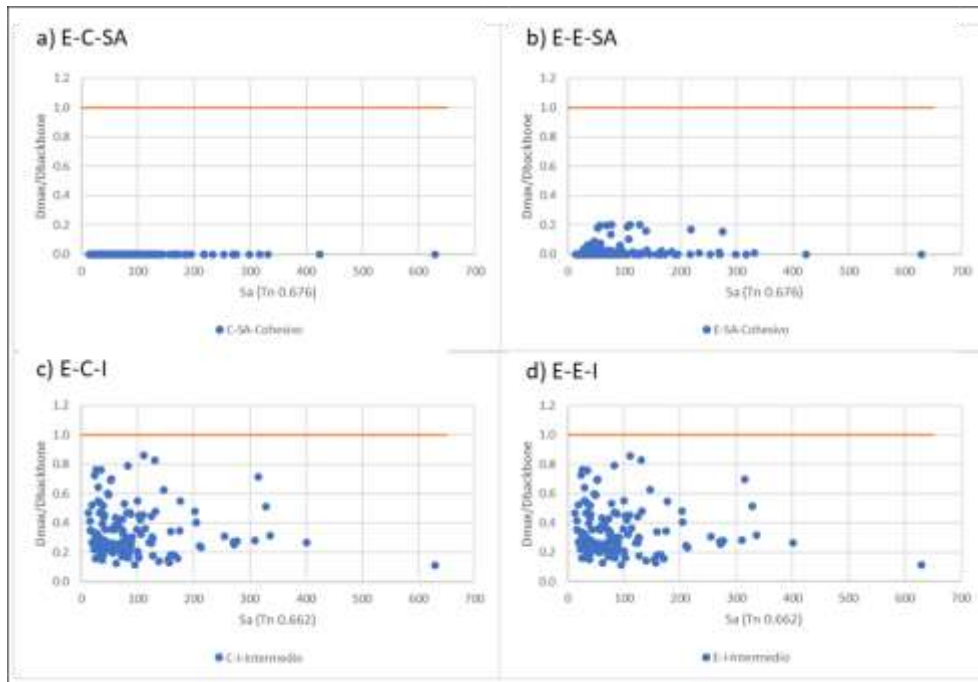 a) E-C-SA
1.2
1.0
0.8
0.6
0.4
0.2
0.0
Dmax/Dbackbone
0 100 200 300 400 500 600 700
Sa (Tn 0.676)
C-SA-Cohesivo
b) E-E-SA
1.2
1.0
0.8
0.6
0.4
0.2
0.0
Dmax/Dbackbone
0 100 200 300 400 500 600 700
Sa (Tn 0.676)
E-SA-Cohesivo
c) E-C-I
1.2
1.0
0.8
0.6
0.4
0.2
0.0
Dmax/Dbackbone
0 100 200 300 400 500 600 700
Sa (Tn 0.662)
C-I-Intermedio
d) E-E-I
1.2
1.0
0.8
0.6
0.4
0.2
0.0
Dmax/Dbackbone
0 100 200 300 400 500 600 700
Sa (Tn 0.662)
E-I-Intermedio